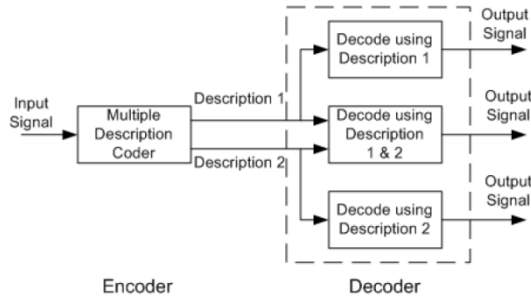 Input
Signal
Multiple
Description
Coder
Description 1
Description 2
Decode using
Description 1
Decode using
Description
1 & 2
Decode using
Description 2
Output
Signal
Output
Signal
Output
Signal
Encoder
Decoder